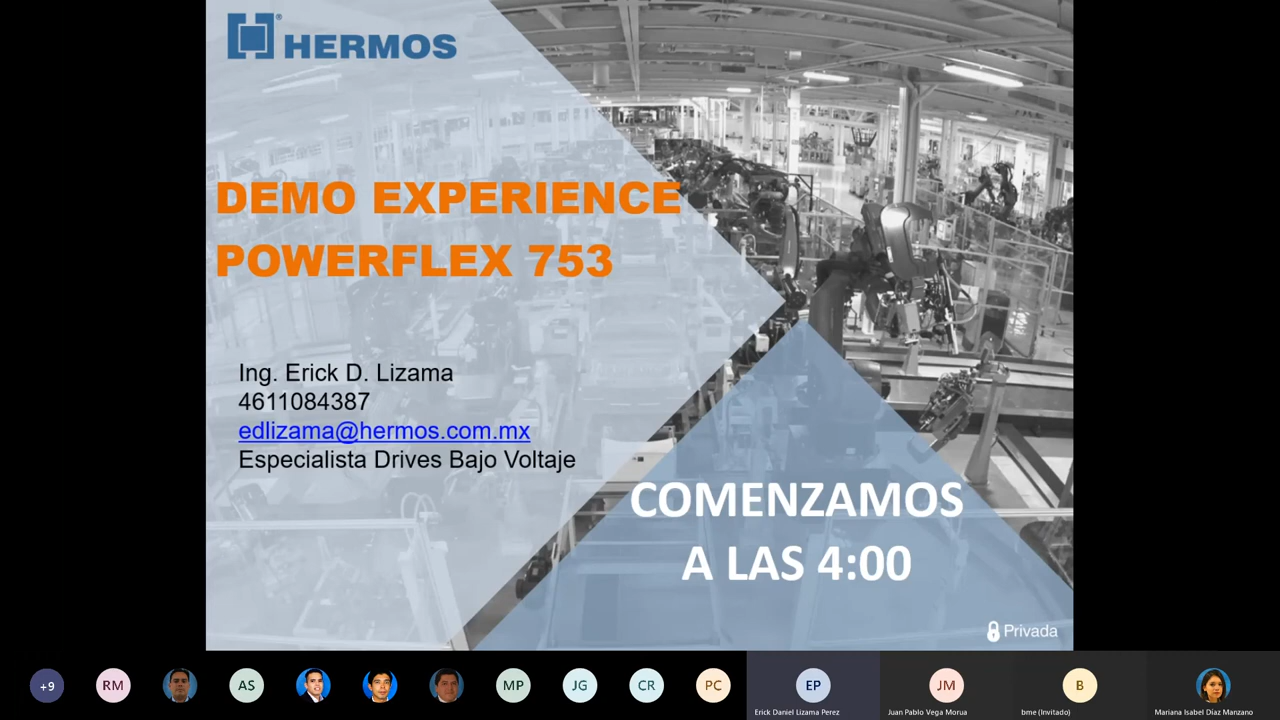 HERMOS®
DEMO EXPERIENCE
POWERFLEX 753
Ing. Erick D. Lizama
4611084387
edlizama@hermos.com.mx
Especialista Drives Bajo Voltaje
COMENZAMOS
A LAS 4:00
Privada
+9
RM
AS
MP
JG
CR
PC
EP
JM
B
Erick Daniel Lizama Perez
Juan Pablo Vega Morua
bme (Invitado)
Mariana Isabel Díaz Manzano